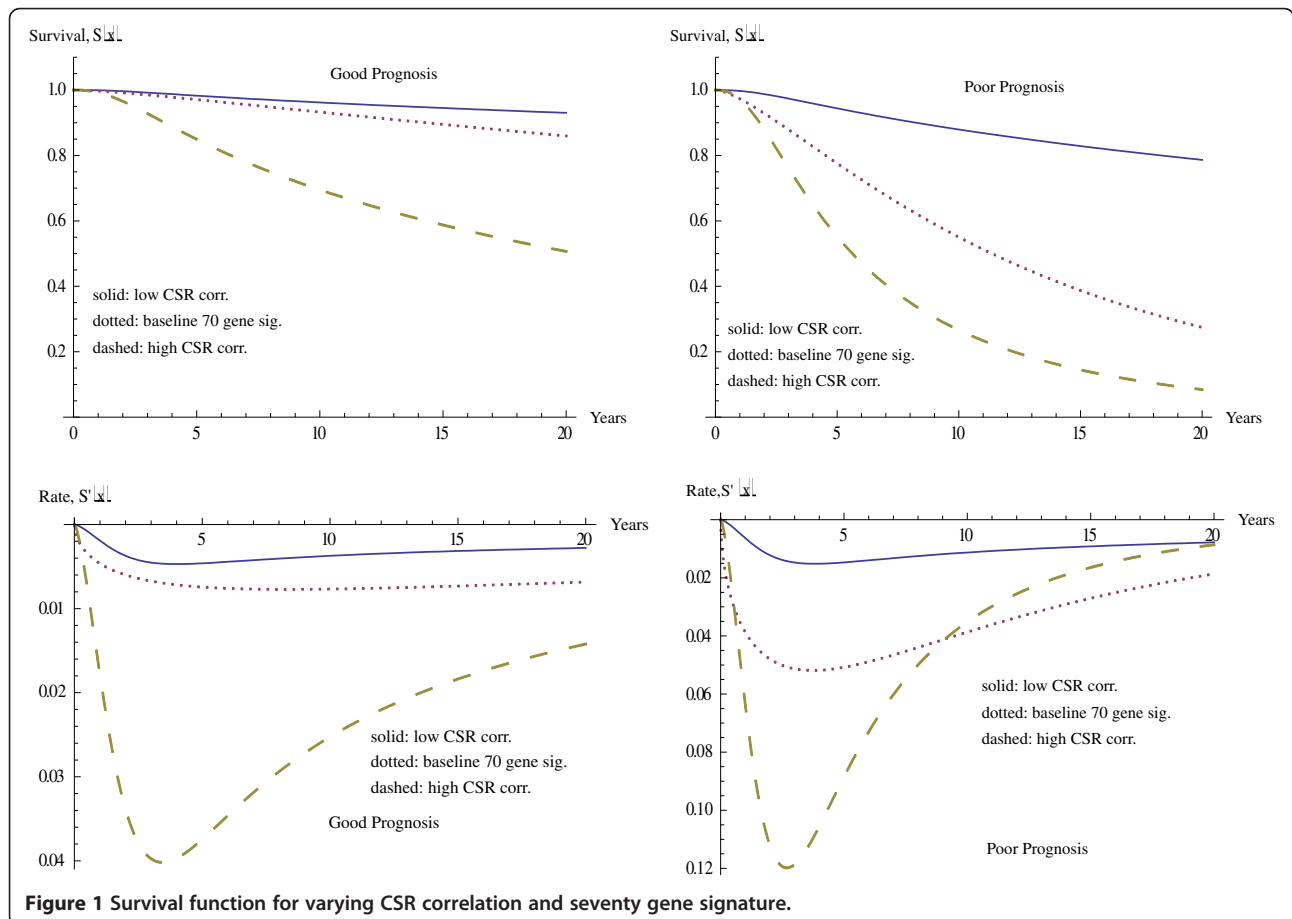 Survival, S x
Good Prognosis
1.0
0.8
0.6
0.4
0.2
solid: low CSR corr.
dotted: baseline 70 gene sig.
dashed: high CSR corr.
0 5 10 15 20
Years
Survival, S x
Poor Prognosis
1.0
0.8
0.6
0.4
0.2
solid: low CSR corr.
dotted: baseline 70 gene sig.
dashed: high CSR corr.
0 5 10 15 20
Years
Rate, S' x
0 5 10 15 20
Years
0.01
0.02
0.03
0.04
solid: low CSR corr.
dotted: baseline 70 gene sig.
dashed: high CSR corr.
Good Prognosis
Rate,S' x
0 5 10 15 20
Years
0.02
0.04
0.06
0.08
0.10
0.12
solid: low CSR corr.
dotted: baseline 70 gene sig.
dashed: high CSR corr.
Poor Prognosis
Figure 1 Survival function for varying CSR correlation and seventy gene signature.